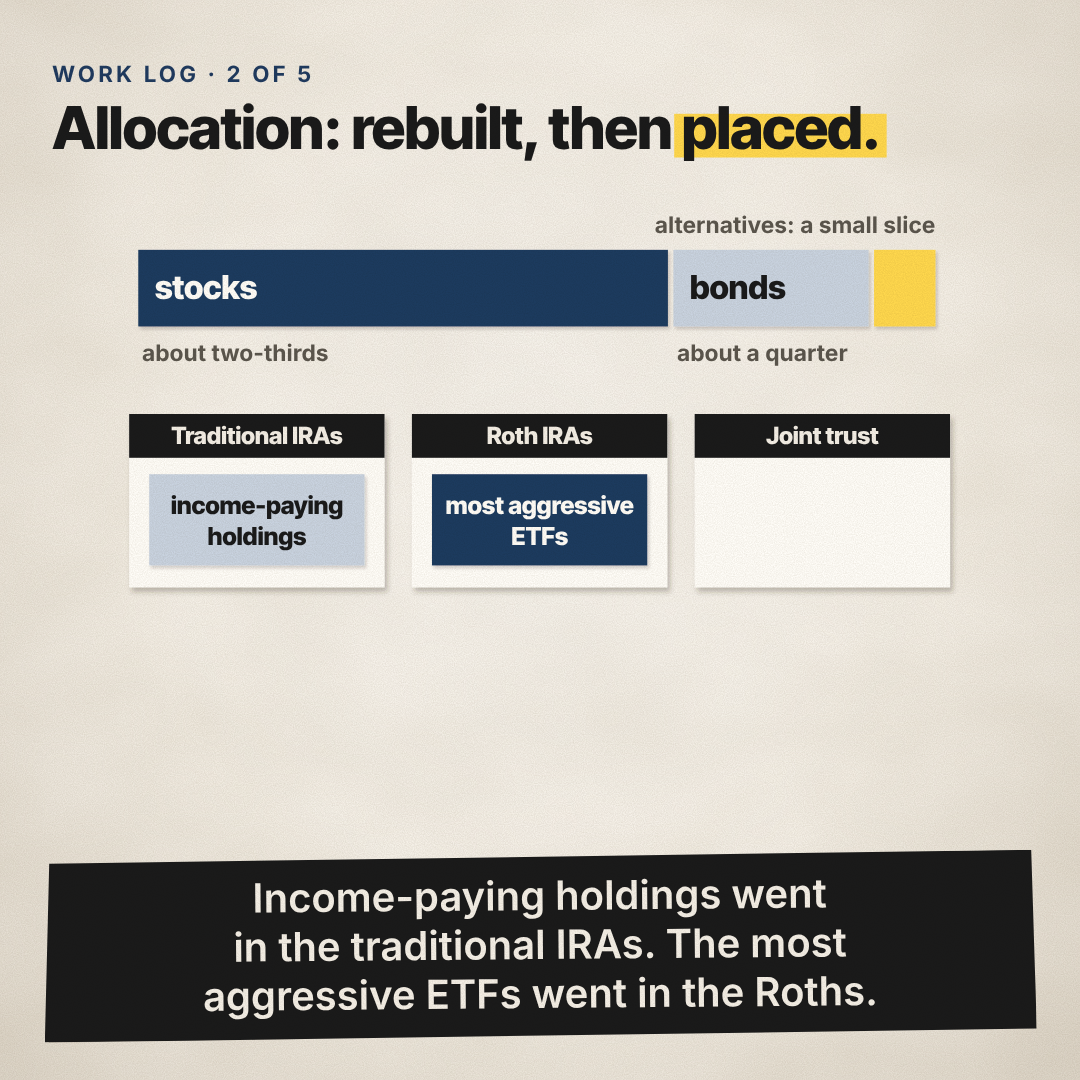 WORK LOG · 2 OF 5
Allocation: rebuilt, then placed.
alternatives: a small slice
stocks
bonds
about two-thirds
about a quarter
Traditional IRAs
Roth IRAs
Joint trust
income-paying
holdings
most aggressive
ETFs
Income-paying holdings went
in the traditional IRAs. The most
aggressive ETFs went in the Roths.